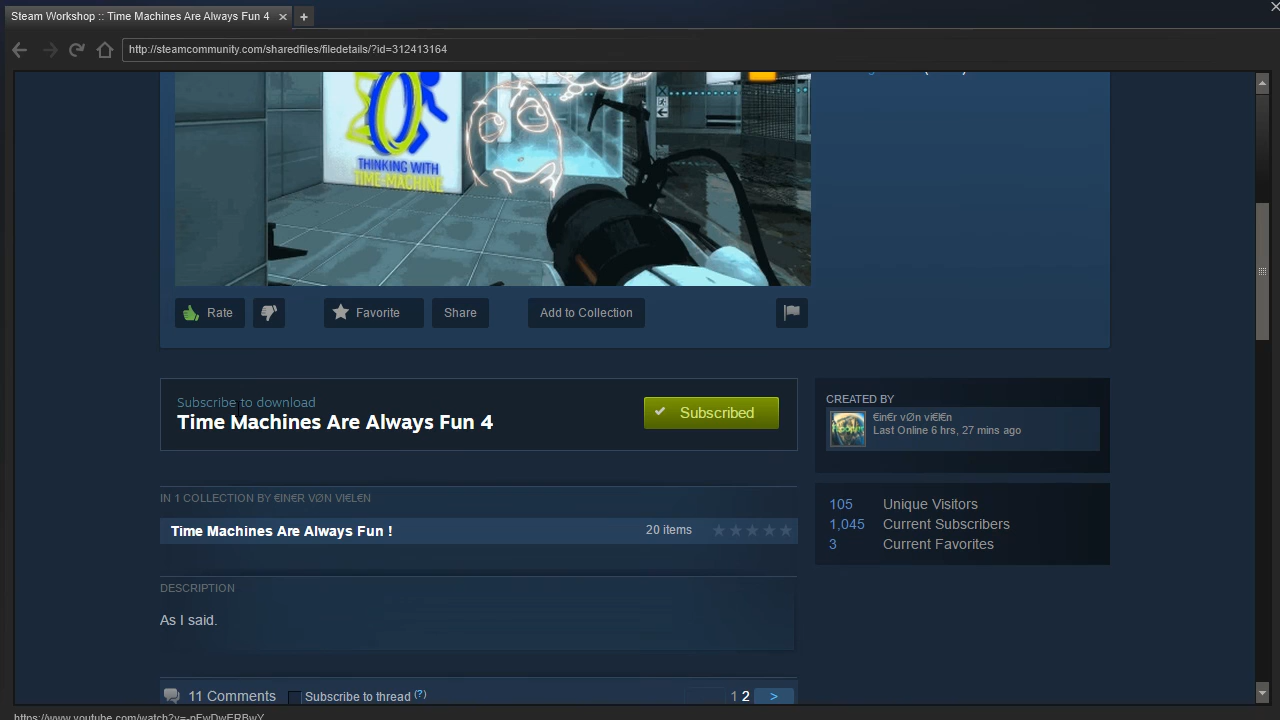 Steam Workshop :: Time Machines Are Always Fun 4
http://steamcommunity.com/sharedfiles/filedetails/?id=312413164
THINKING WITH
TIME MACHINE
Rate
Favorite
Share
Add to Collection
Subscribe to download
Time Machines Are Always Fun 4
Subscribed
CREATED BY
€in€r vØn vi€l€n
Last Online 6 hrs, 27 mins ago
IN 1 COLLECTION BY €IN€R VØN VI€L€N
Time Machines Are Always Fun !
20 items
105 Unique Visitors
1,045 Current Subscribers
3 Current Favorites
DESCRIPTION
As I said.
11 Comments
Subscribe to thread (?)
1 2 >